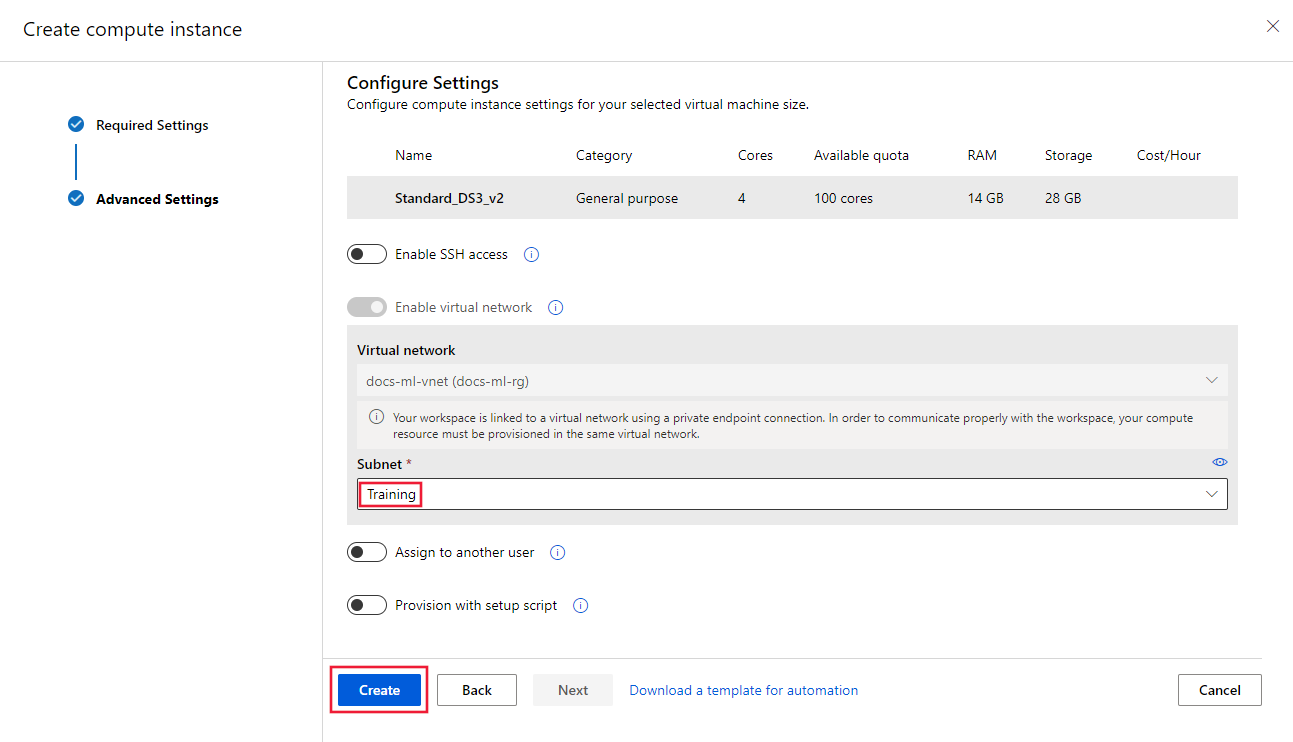 Create compute instance
Required Settings
Advanced Settings
Configure Settings
Configure compute instance settings for your selected virtual machine size.
Name Category Cores Available quota RAM Storage Cost/Hour
Standard_DS3_v2 General purpose 4 100 cores 14 GB 28 GB
Enable SSH access
Enable virtual network
Virtual network
docs-ml-vnet (docs-ml-rg)
Your workspace is linked to a virtual network using a private endpoint connection. In order to communicate properly with the workspace, your compute
resource must be provisioned in the same virtual network.
Subnet *
Training
Assign to another user
Provision with setup script
Create Back Next Download a template for automation Cancel